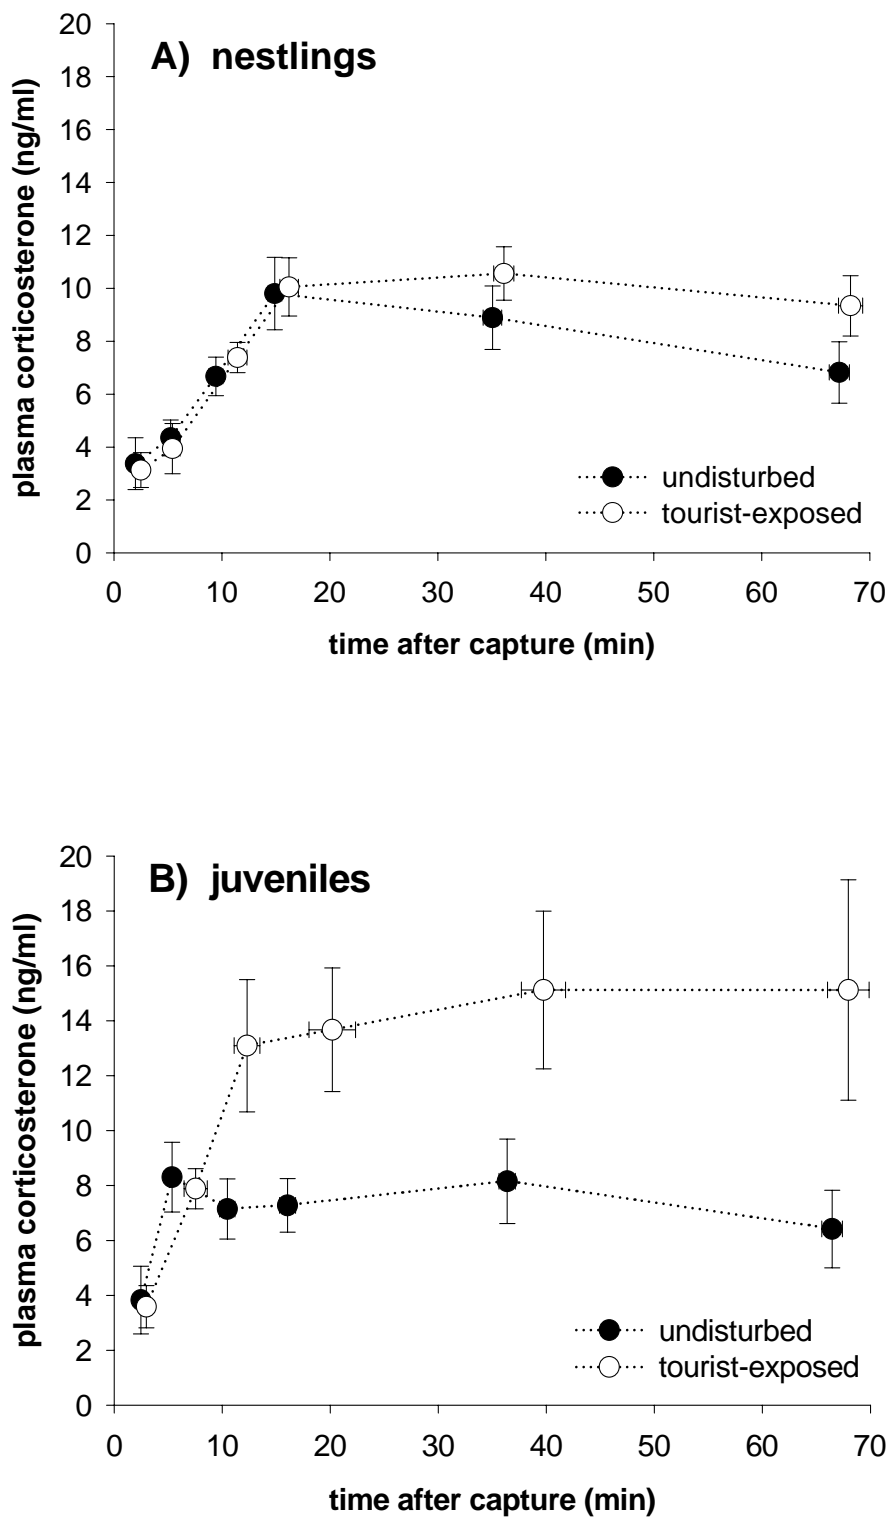 A) nestlings
plasma corticosterone (ng/ml)
20
18
16
14
12
10
8
6
4
2
0
undisturbed
tourist-exposed
0 10 20 30 40 50 60 70
time after capture (min)
B) juveniles
plasma corticosterone (ng/ml)
20
18
16
14
12
10
8
6
4
2
0
undisturbed
tourist-exposed
0 10 20 30 40 50 60 70
time after capture (min)